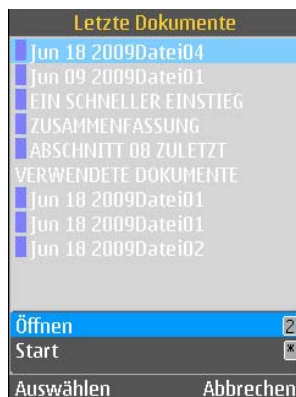 Letzte Dokumente
Jun 18 2009Datei04
Jun 09 2009Datei01
EIN SCHNELLER EINSTIEG
ZUSAMMENFASSUNG
ABSCHNITT 08 ZULETZT
VERWENDETE DOKUMENTE
Jun 18 2009Datei01
Jun 18 2009Datei01
Jun 18 2009Datei02
Öffnen 2
Start *
Auswählen Abbrechen